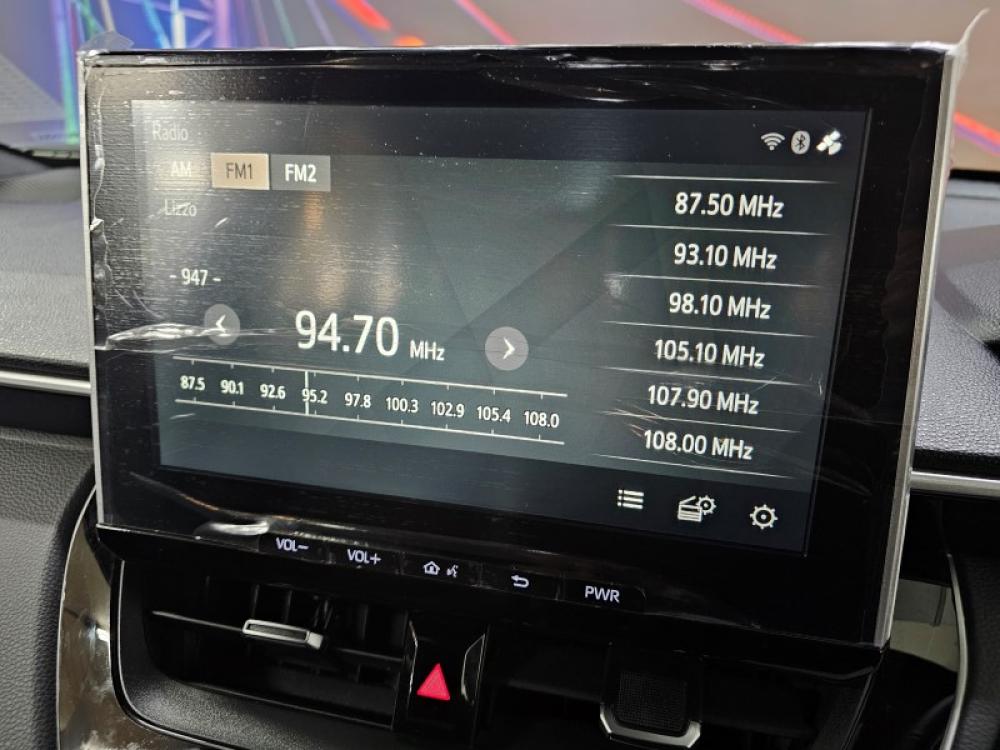 Radio
AM FM1 FM2
Lizzo
- 947 -
94.70 MHz
87.5 90.1 92.6 95.2 97.8 100.3 102.9 105.4 108.0
87.50 MHz
93.10 MHz
98.10 MHz
105.10 MHz
107.90 MHz
108.00 MHz
VOL- VOL+ PWR